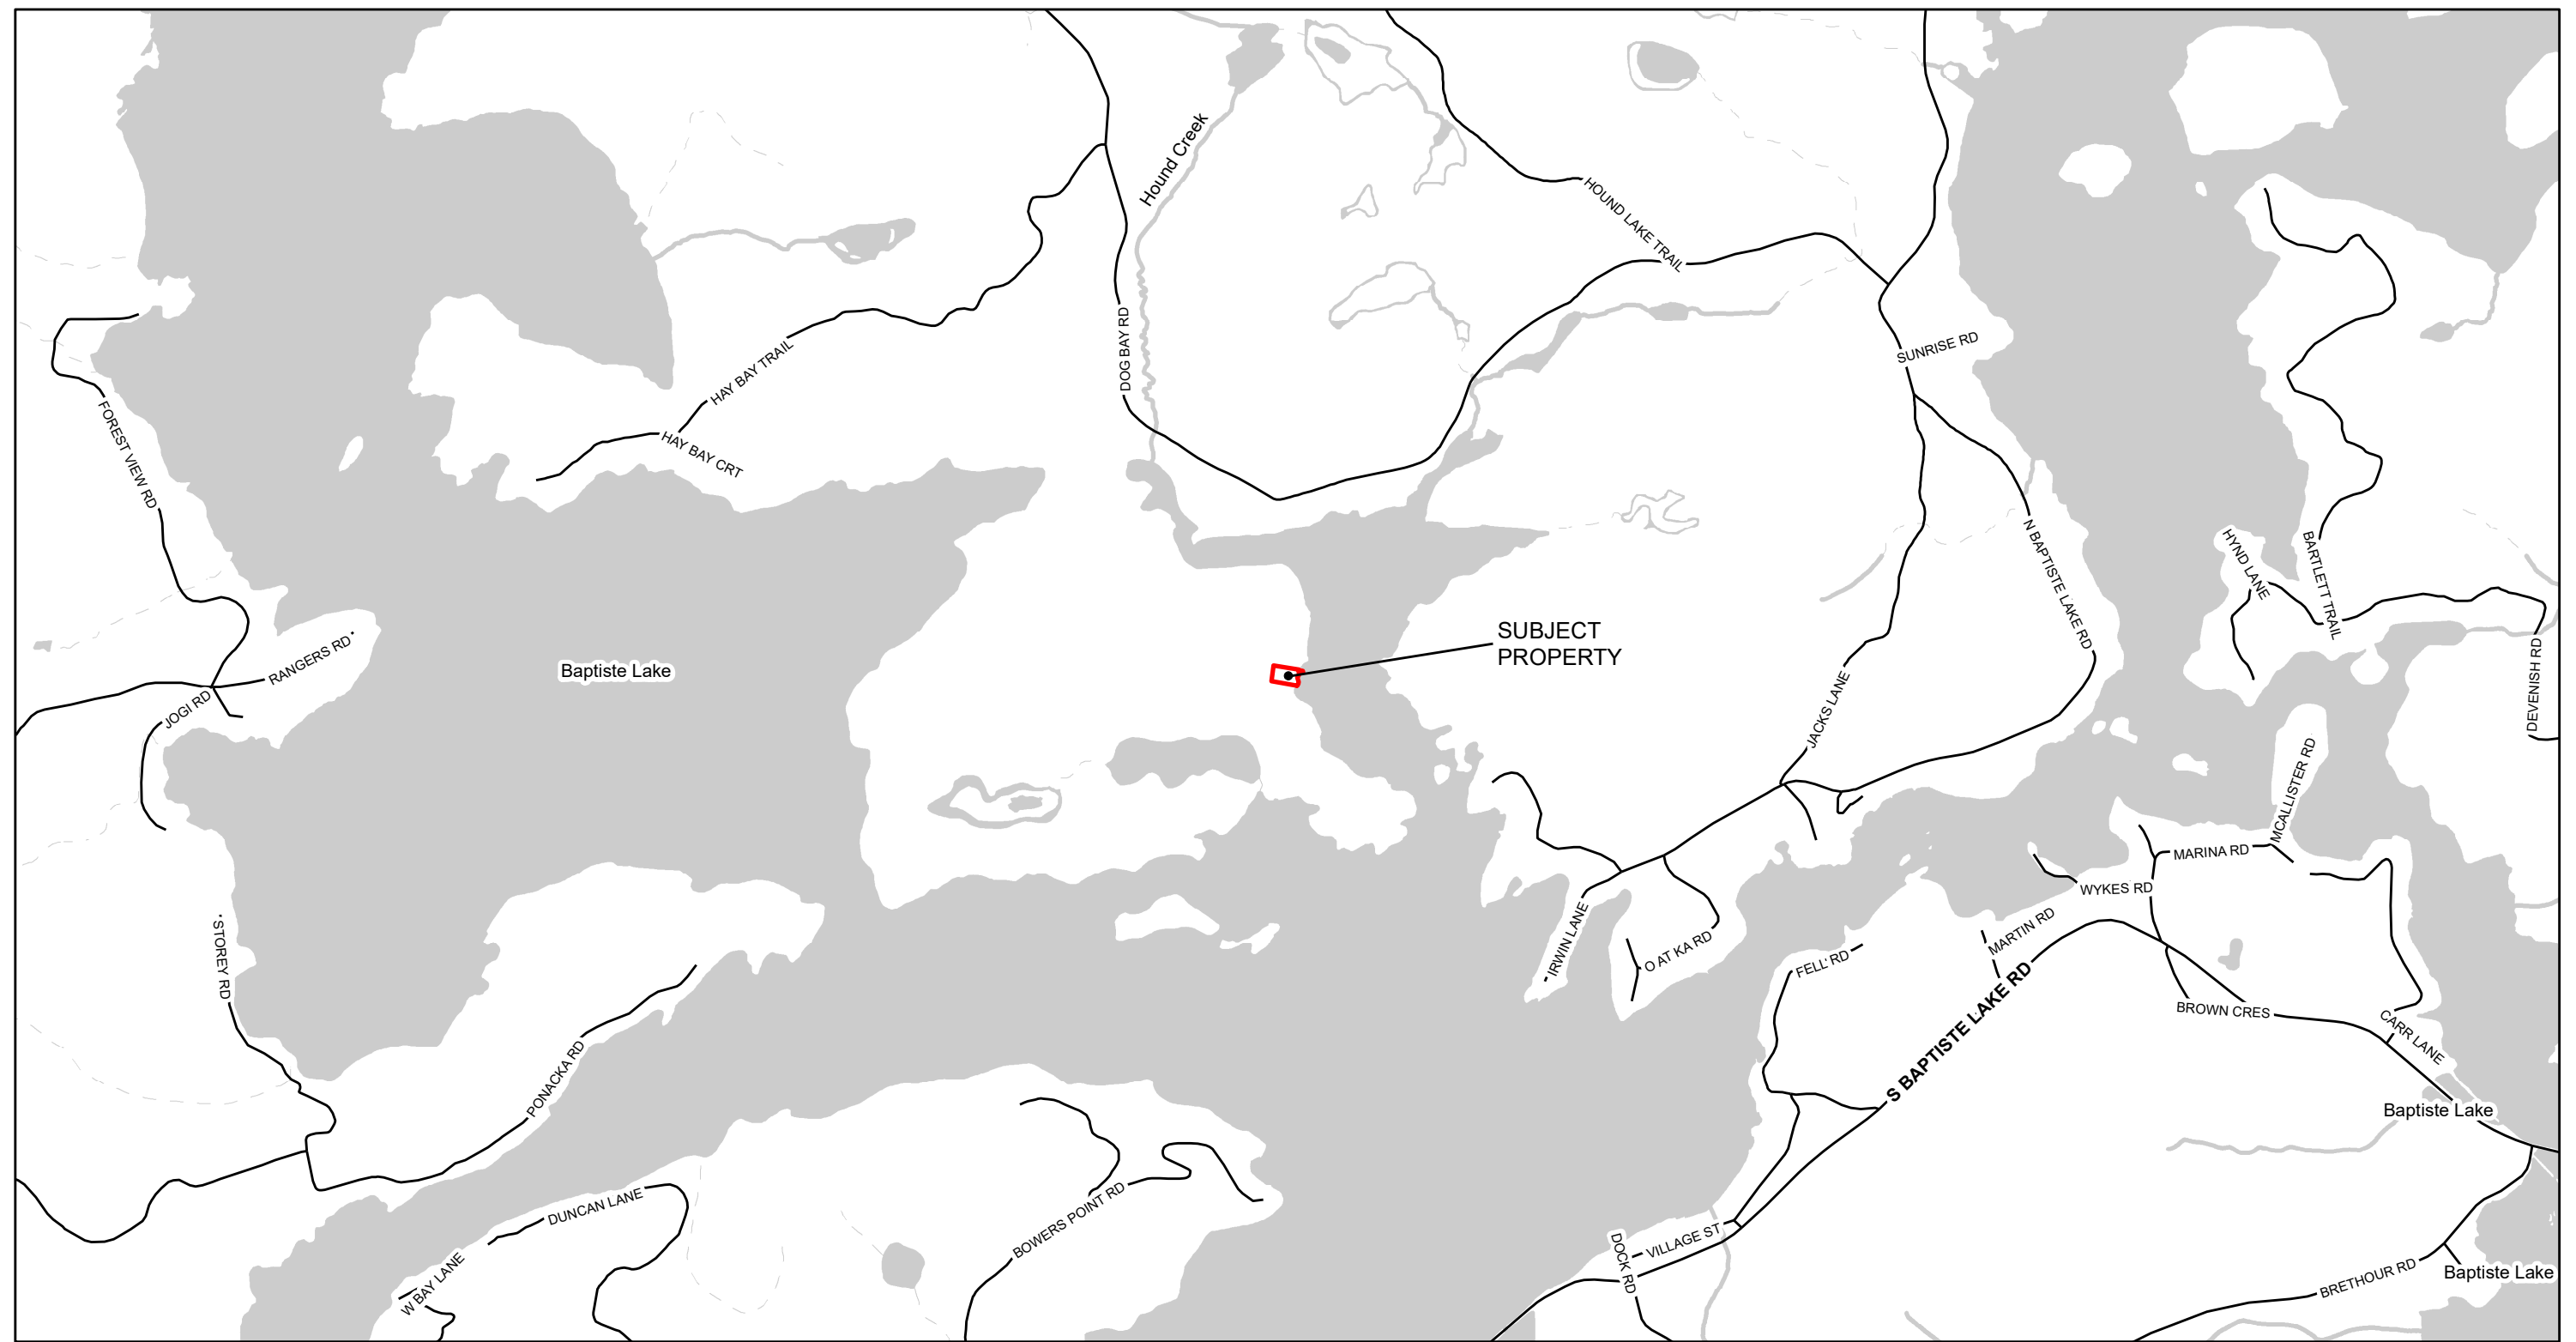 Hound Creek
HOUND LAKE TRAIL
DOG BAY RD
SUNRISE RD
HAY BAY TRAIL
HAY BAY CRT
FOREST VIEW RD
N BAPTISTE LAKE RD
HYND LANE
BARTLETT TRAIL
RANGERS RD
SUBJECT
PROPERTY
Baptiste Lake
JOGI RD
DEVENISH RD
JACKS LANE
MCALLISTER RD
MARINA RD
WYKES RD
STOREY RD
IRWIN LANE
O AT KA RD
MARTIN RD
FELL RD
S BAPTISTE LAKE RD
BROWN CRES
CARR LANE
PONACKA RD
Baptiste Lake
DUNCAN LANE
BOWERS POINT RD
VILLAGE ST
DOCK RD
W BAY LANE
BRETHOUR RD
Baptiste Lake